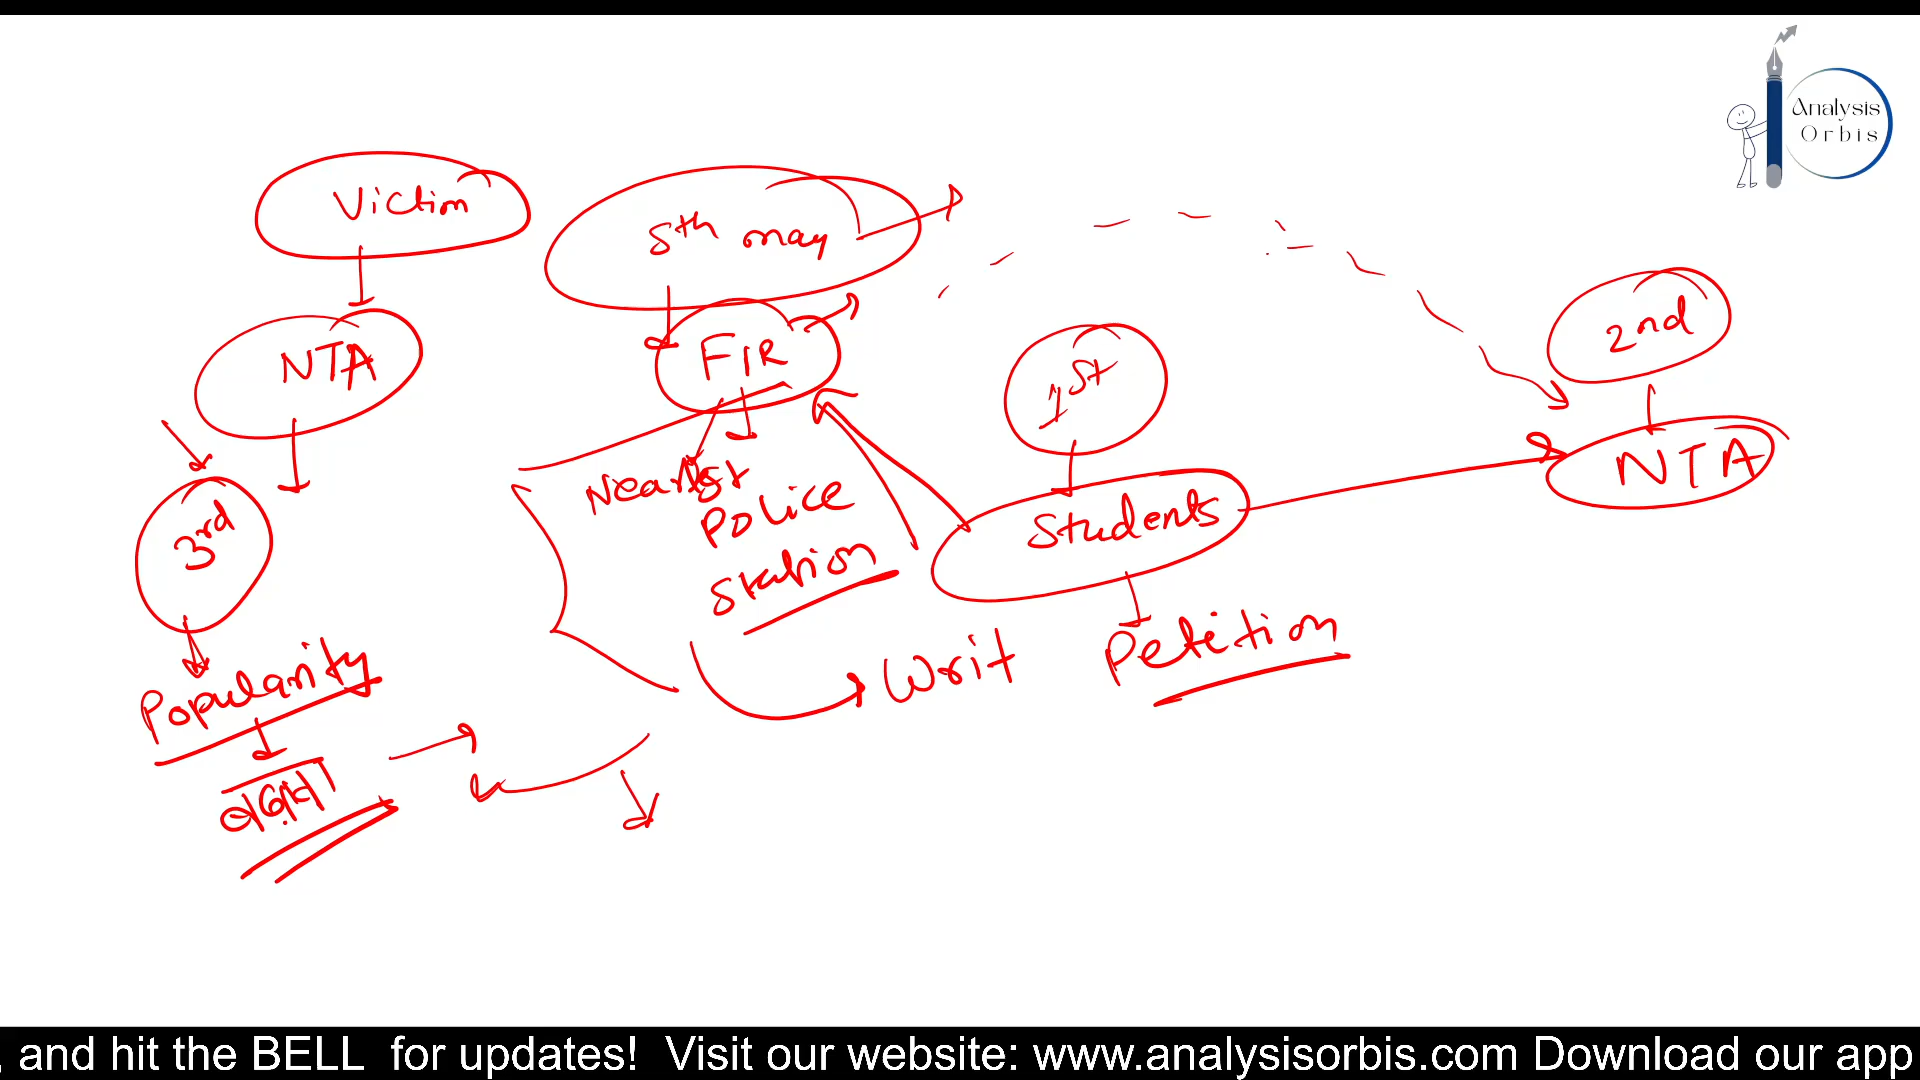 Analysis
Orbis
Victim
5th may
NTA
FIR
1st
2nd
NTA
Nearest
Police
Station
Students
3rd
Writ Petition
Popularity
, and hit the BELL for updates! Visit our website: www.analysisorbis.com Download our app